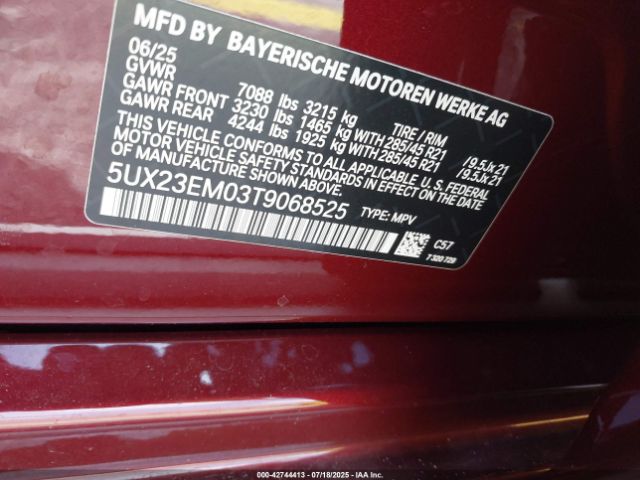 MFD BY BAYERISCHE MOTOREN WERKE AG
06/25
GVWR 7088 lbs 3215 kg TIRE / RIM
GAWR FRONT 3230 lbs 1465 kg WITH 285/45 R21 /9.5Jx21
GAWR REAR 4244 lbs 1925 kg WITH 285/45 R21 /9.5Jx21
THIS VEHICLE CONFORMS TO ALL APPLICABLE U.S. FEDERAL
MOTOR VEHICLE SAFETY STANDARDS IN EFFECT ON THE DATE OF
MANUFACTURE SHOWN ABOVE.
5UX23EM03T9068525 TYPE: MPV
C57
7 320 729
000-42744413 - 07/18/2025 - IAA Inc.